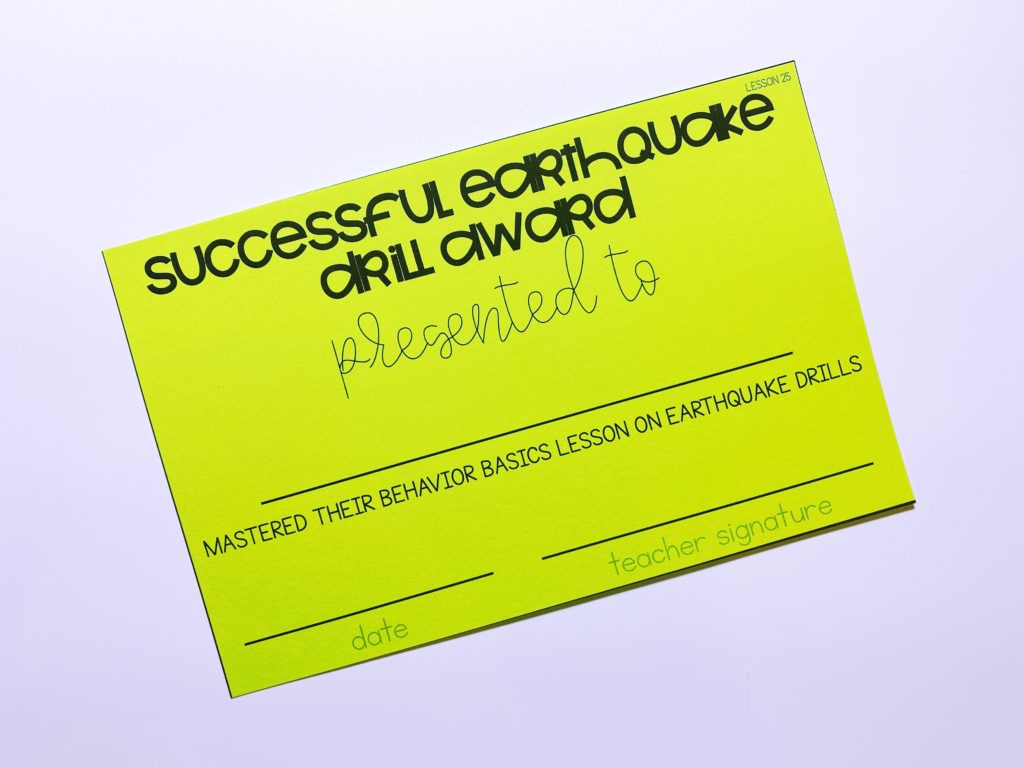 LESSON 25
SUCCESSFUL eARThQUAKe
dRILL AWARd
presented to
MASTERED THEIR BEHAVIOR BASICS LESSON ON EARTHQUAKE DRILLS
date
teacher signature